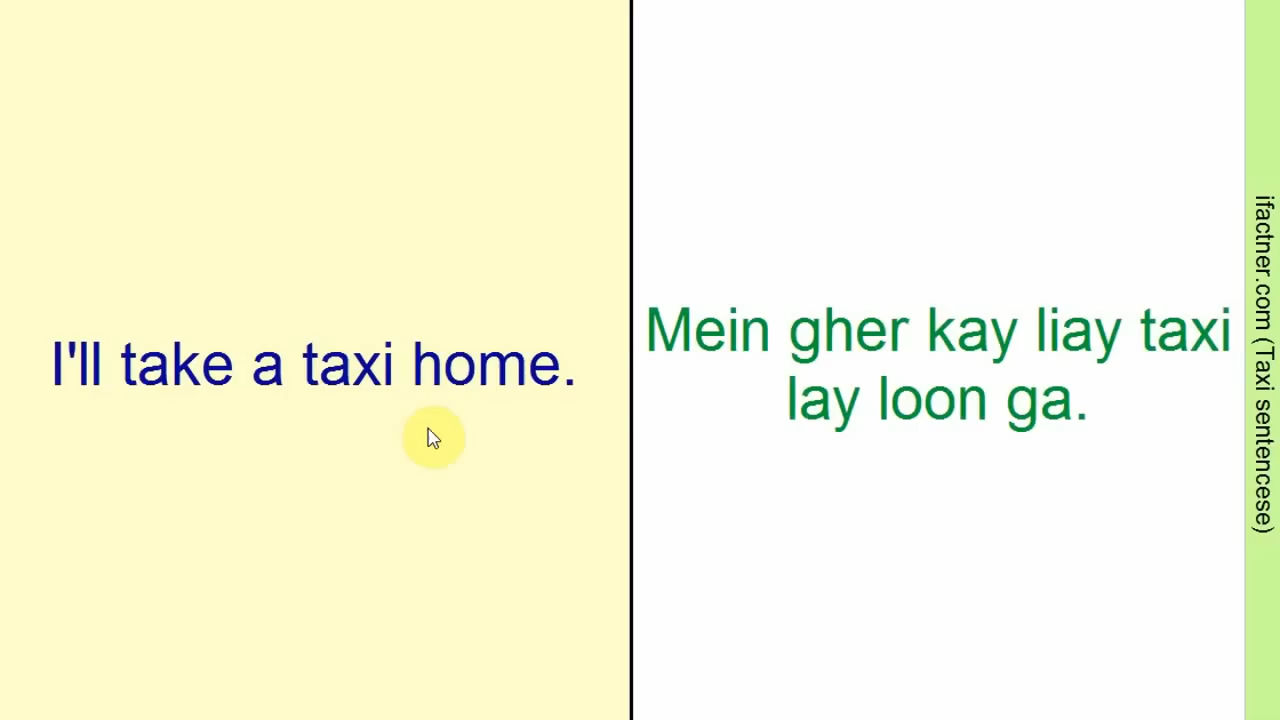 I'll take a taxi home.
Mein gher kay liay taxi
lay loon ga.
ifactner.com (Taxi sentencese)